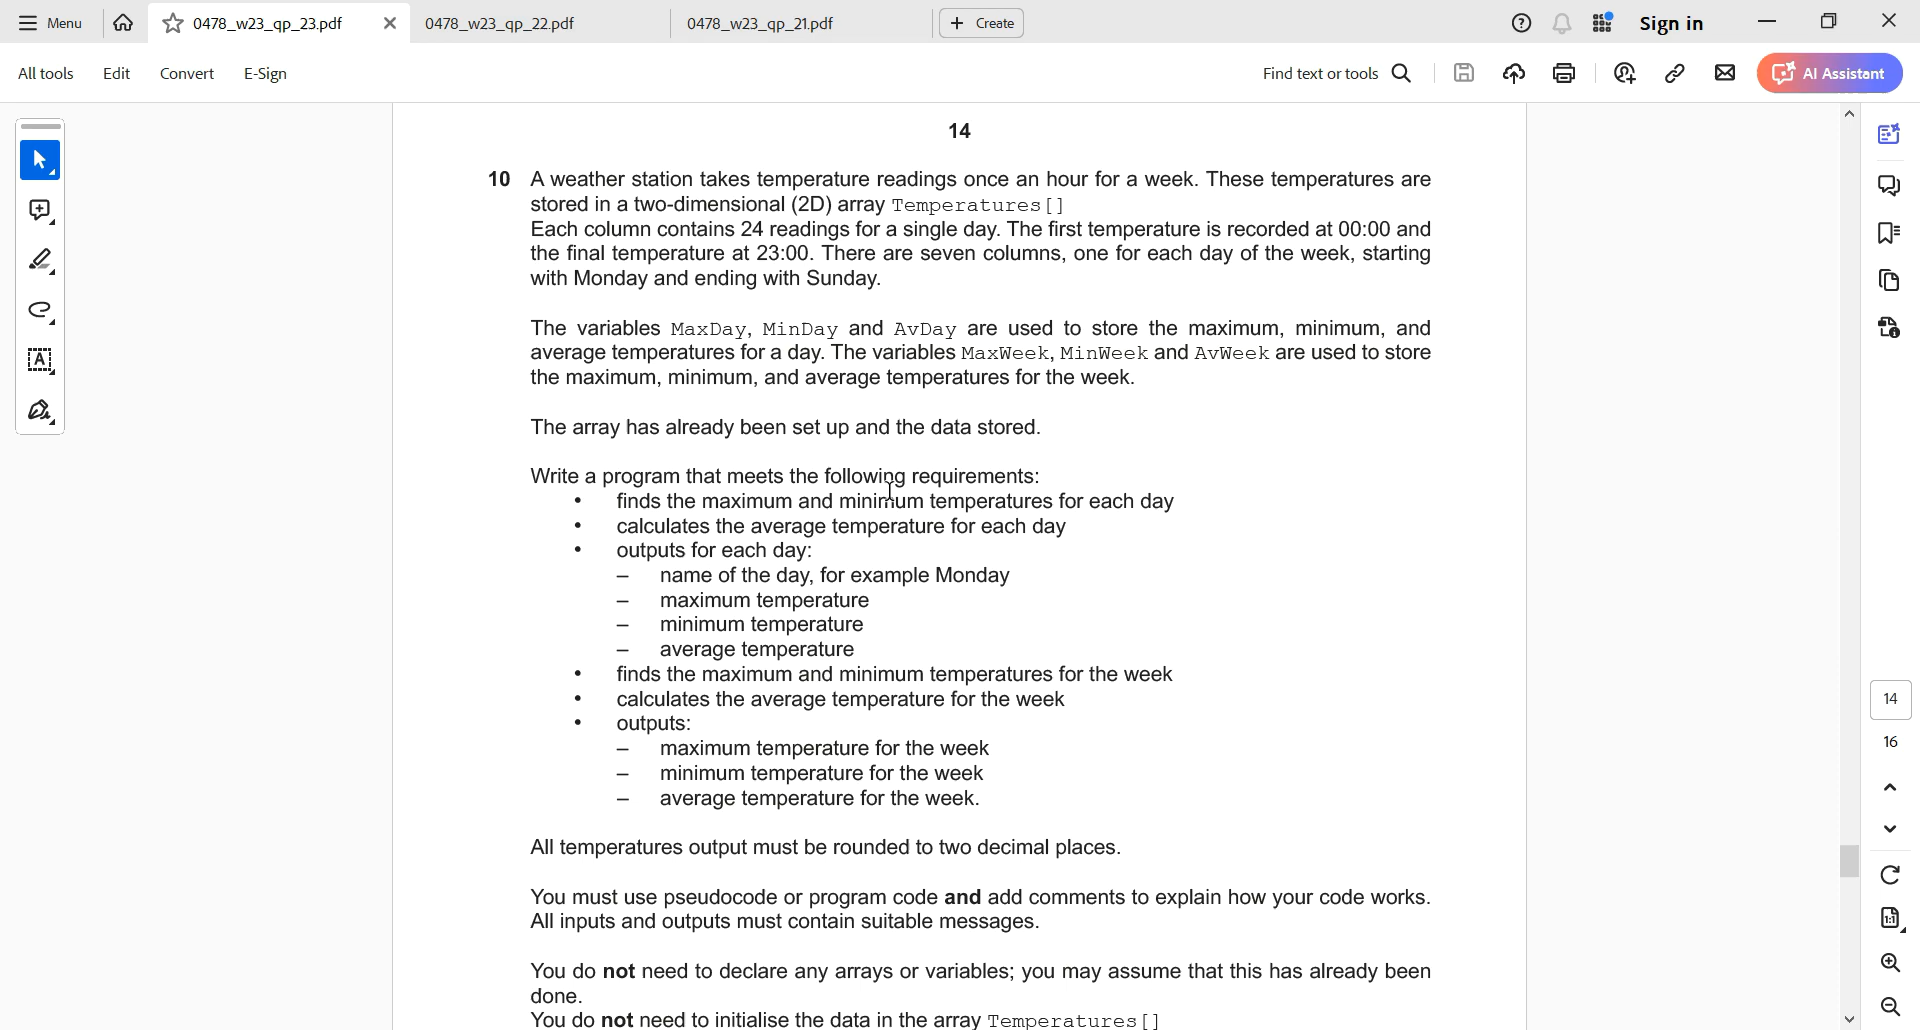 Menu
0478_w23_qp_23.pdf
0478_w23_qp_22.pdf
0478_w23_qp_21.pdf
Create
Sign in
All tools
Edit
Convert
E-Sign
Find text or tools
AI Assistant
14
10 A weather station takes temperature readings once an hour for a week. These temperatures are
stored in a two-dimensional (2D) array Temperatures[]
Each column contains 24 readings for a single day. The first temperature is recorded at 00:00 and
the final temperature at 23:00. There are seven columns, one for each day of the week, starting
with Monday and ending with Sunday.
The variables MaxDay, MinDay and AvDay are used to store the maximum, minimum, and
average temperatures for a day. The variables MaxWeek, MinWeek and AvWeek are used to store
the maximum, minimum, and average temperatures for the week.
The array has already been set up and the data stored.
Write a program that meets the following requirements:
• finds the maximum and minimum temperatures for each day
• calculates the average temperature for each day
• outputs for each day:
– name of the day, for example Monday
– maximum temperature
– minimum temperature
– average temperature
• finds the maximum and minimum temperatures for the week
• calculates the average temperature for the week
• outputs:
– maximum temperature for the week
– minimum temperature for the week
– average temperature for the week.
All temperatures output must be rounded to two decimal places.
You must use pseudocode or program code and add comments to explain how your code works.
All inputs and outputs must contain suitable messages.
You do not need to declare any arrays or variables; you may assume that this has already been
done.
You do not need to initialise the data in the array Temperatures[]
14
16
1:1